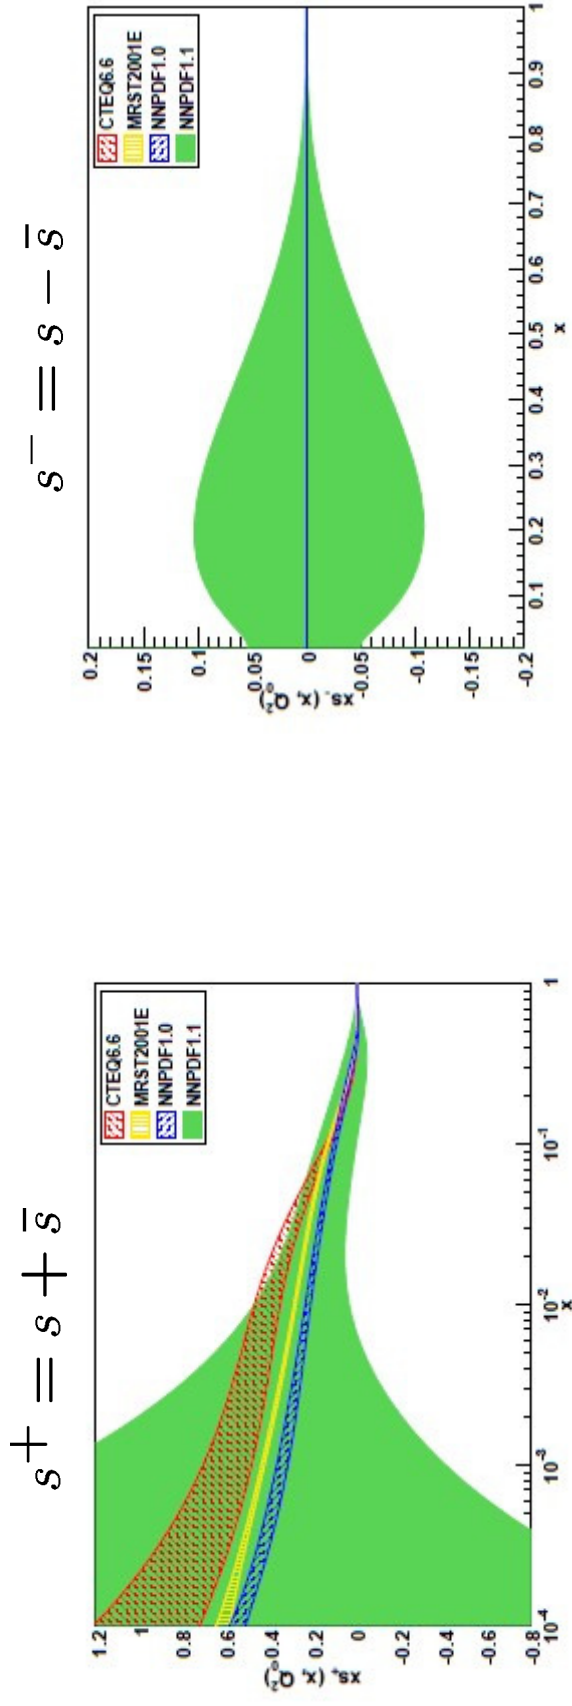 s⁺ = s + s̄
CTEQ6.6
MRST2001E
NNPDF1.0
NNPDF1.1
xs₊ (x, Q₀²)
1.2
1
0.8
0.6
0.4
0.2
0
-0.2
-0.4
-0.6
-0.8
10⁻⁴
10⁻³
10⁻²
10⁻¹
1
x
s⁻ = s − s̄
CTEQ6.6
MRST2001E
NNPDF1.0
NNPDF1.1
xs₋ (x, Q₀²)
0.2
0.15
0.1
0.05
0
-0.05
-0.1
-0.15
-0.2
0.1
0.2
0.3
0.4
0.5
0.6
0.7
0.8
0.9
1
x